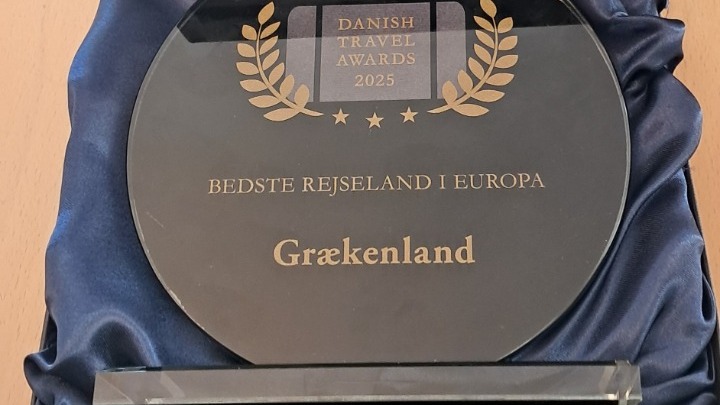 DANISH
TRAVEL
AWARDS
2025
BEDSTE REJSELAND I EUROPA
Grækenland